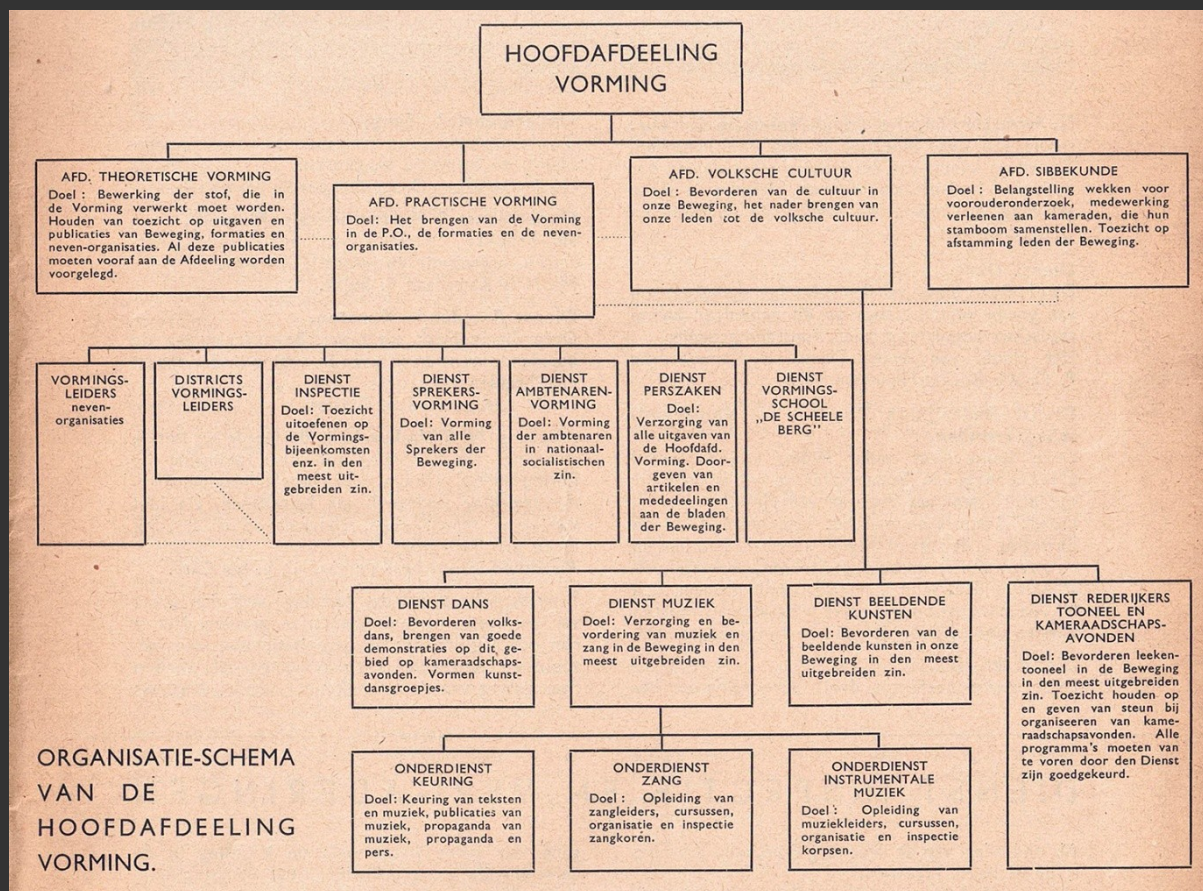 HOOFDAFDEELING
VORMING
AFD. THEORETISCHE VORMING
Doel : Bewerking der stof, die in
de Vorming verwerkt moet worden.
Houden van toezicht op uitgaven en
publicaties van Beweging, formaties en
neven-organisaties. Al deze publicaties
moeten vooraf aan de Afdeeling worden
voorgelegd.
AFD. PRACTISCHE VORMING
Doel: Het brengen van de Vorming
in de P.O., de formaties en de neven-
organisaties.
AFD. VOLKSCHE CULTUUR
Doel : Bevorderen van de cultuur in
onze Beweging, het nader brengen van
onze leden tot de volksche cultuur.
AFD. SIBBEKUNDE
Doel : Belangstelling wekken voor
voorouderonderzoek, medewerking
verleenen aan kameraden, die hun
stamboom samenstellen. Toezicht op
afstamming leden der Beweging.
VORMINGS-
LEIDERS
neven-
organisaties
DISTRICTS
VORMINGS-
LEIDERS
DIENST
INSPECTIE
Doel: Toezicht
uitoefenen op
de Vormings-
bijeenkomsten
enz. in den
meest uit-
gebreiden zin.
DIENST
SPREKERS-
VORMING
Doel: Vorming
van alle
Sprekers der
Beweging.
DIENST
AMBTENAREN-
VORMING
Doel: Vorming
der ambtenaren
in nationaal-
socialistischen
zin.
DIENST
PERSZAKEN
Doel:
Verzorging van
alle uitgaven van
de Hoofdafd.
Vorming. Door-
geven van
artikelen en
mededeelingen
aan de bladen
der Beweging.
DIENST
VORMINGS-
SCHOOL
„DE SCHEELE
BERG"
DIENST DANS
Doel: Bevorderen volks-
dans, brengen van goede
demonstraties op dit ge-
bied op kameraadschaps-
avonden. Vormen kunst-
dansgroepjes.
DIENST MUZIEK
Doel: Verzorging en be-
vordering van muziek en
zang in de Beweging in den
meest uitgebreiden zin.
DIENST BEELDENDE
KUNSTEN
Doel: Bevorderen van de
beeldende kunsten in onze
Beweging in den meest
uitgebreiden zin.
DIENST REDERIJKERS
TOONEEL EN
KAMERAADSCHAPS-
AVONDEN
Doel: Bevorderen leeken-
tooneel in de Beweging
in den meest uitgebreiden
zin. Toezicht houden op
en geven van steun bij
organiseeren van kame-
raadschapsavonden. Alle
programma's moeten van
te voren door den Dienst
zijn goedgekeurd.
ONDERDIENST
KEURING
Doel: Keuring van teksten
en muziek, publicaties van
muziek, propaganda van
muziek, propaganda en
pers.
ONDERDIENST
ZANG
Doel : Opleiding van
zangleiders, cursussen,
organisatie en inspectie
zangkoren.
ONDERDIENST
INSTRUMENTALE
MUZIEK
Doel : Opleiding van
muziekleiders, cursussen,
organisatie en inspectie
korpsen.
ORGANISATIE-SCHEMA
VAN DE
HOOFDAFDEELING
VORMING.